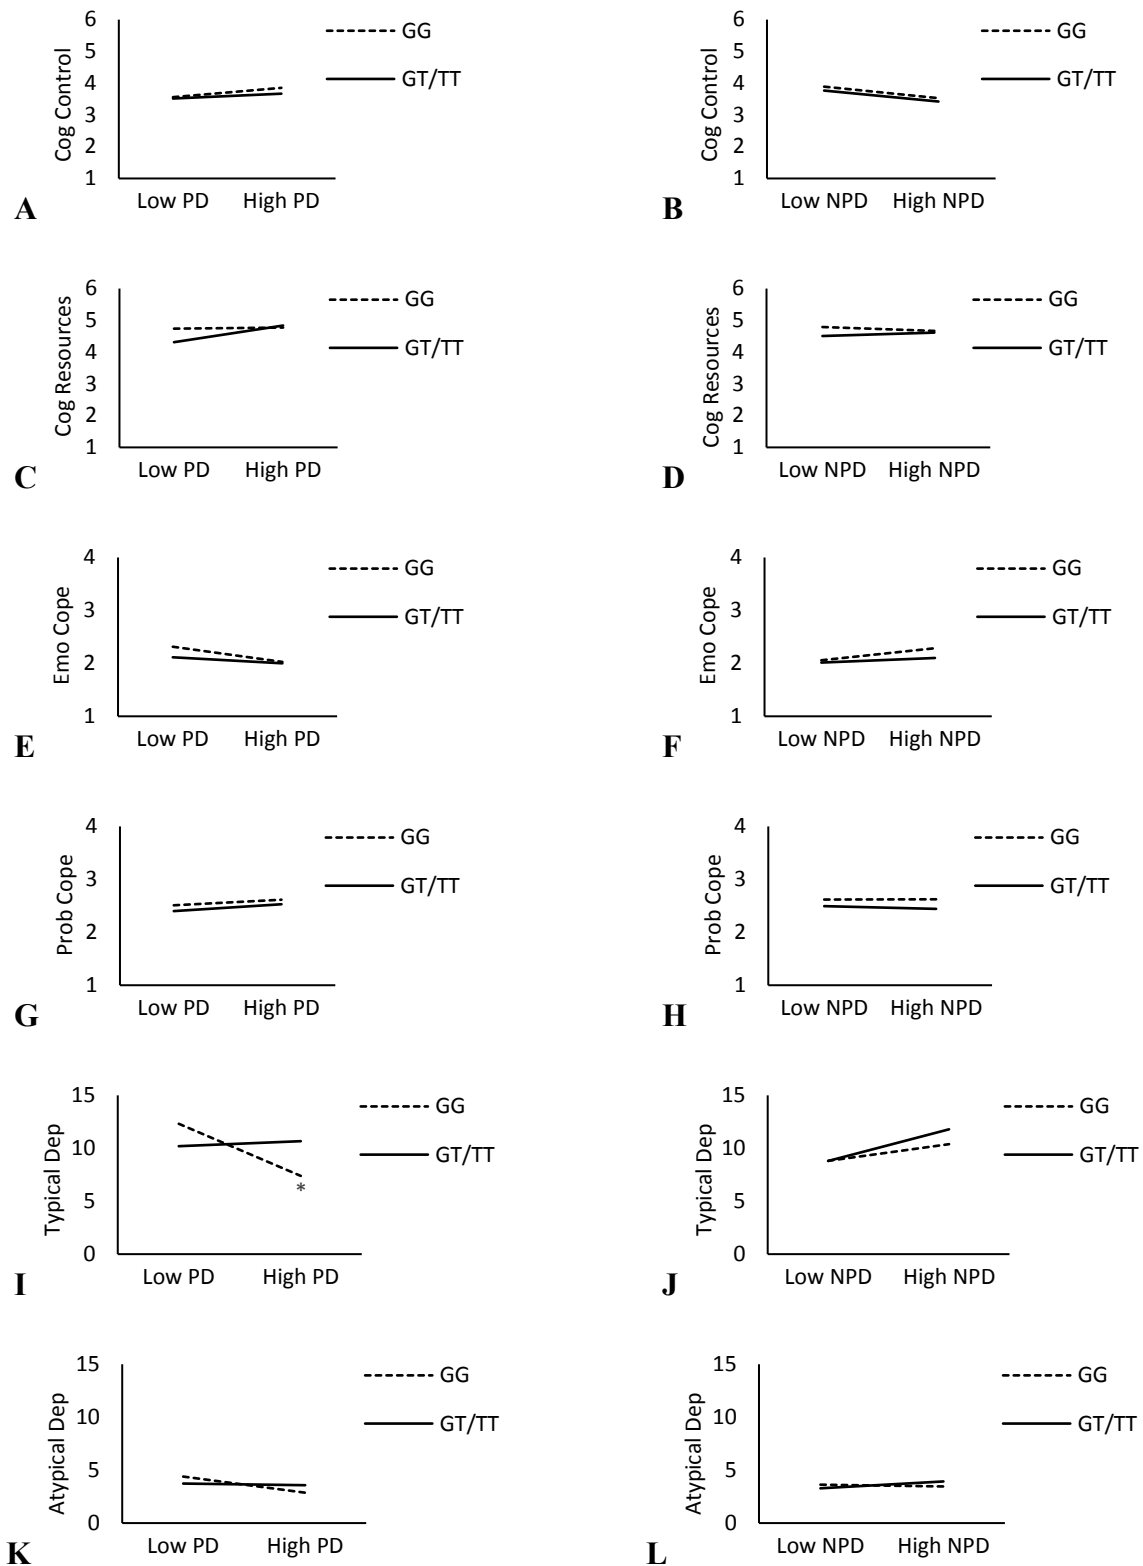 6
5
4
3
2
1
Cog Control
GG
GT/TT
Low PD High PD
A
6
5
4
3
2
1
Cog Control
GG
GT/TT
Low NPD High NPD
B
6
5
4
3
2
1
Cog Resources
GG
GT/TT
Low PD High PD
C
6
5
4
3
2
1
Cog Resources
GG
GT/TT
Low NPD High NPD
D
4
3
2
1
Emo Cope
GG
GT/TT
Low PD High PD
E
4
3
2
1
Emo Cope
GG
GT/TT
Low NPD High NPD
F
4
3
2
1
Prob Cope
GG
GT/TT
Low PD High PD
G
4
3
2
1
Prob Cope
GG
GT/TT
Low NPD High NPD
H
15
10
5
0
Typical Dep
GG
GT/TT
*
Low PD High PD
I
15
10
5
0
Typical Dep
GG
GT/TT
Low NPD High NPD
J
15
10
5
0
Atypical Dep
GG
GT/TT
Low PD High PD
K
15
10
5
0
Atypical Dep
GG
GT/TT
Low NPD High NPD
L